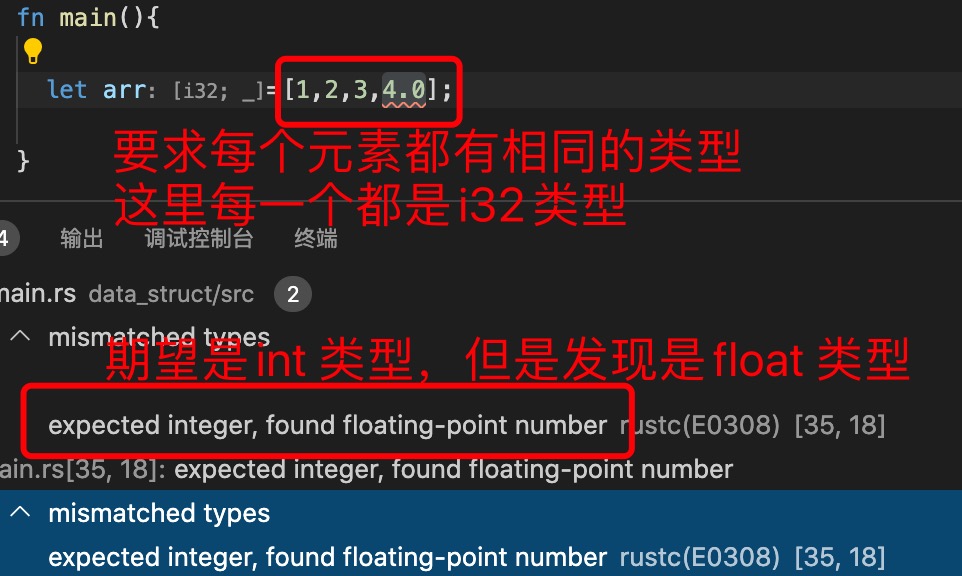 fn main(){
let arr: [i32; _]=[1,2,3,4.0];
}
要求每个元素都有相同的类型
这里每一个都是i32类型
4 输出 调试控制台 终端
main.rs data_struct/src 2
mismatched types
期望是int 类型，但是发现是float 类型
expected integer, found floating-point number rustc(E0308) [35, 18]
ain.rs[35, 18]: expected integer, found floating-point number
mismatched types
expected integer, found floating-point number rustc(E0308) [35, 18]